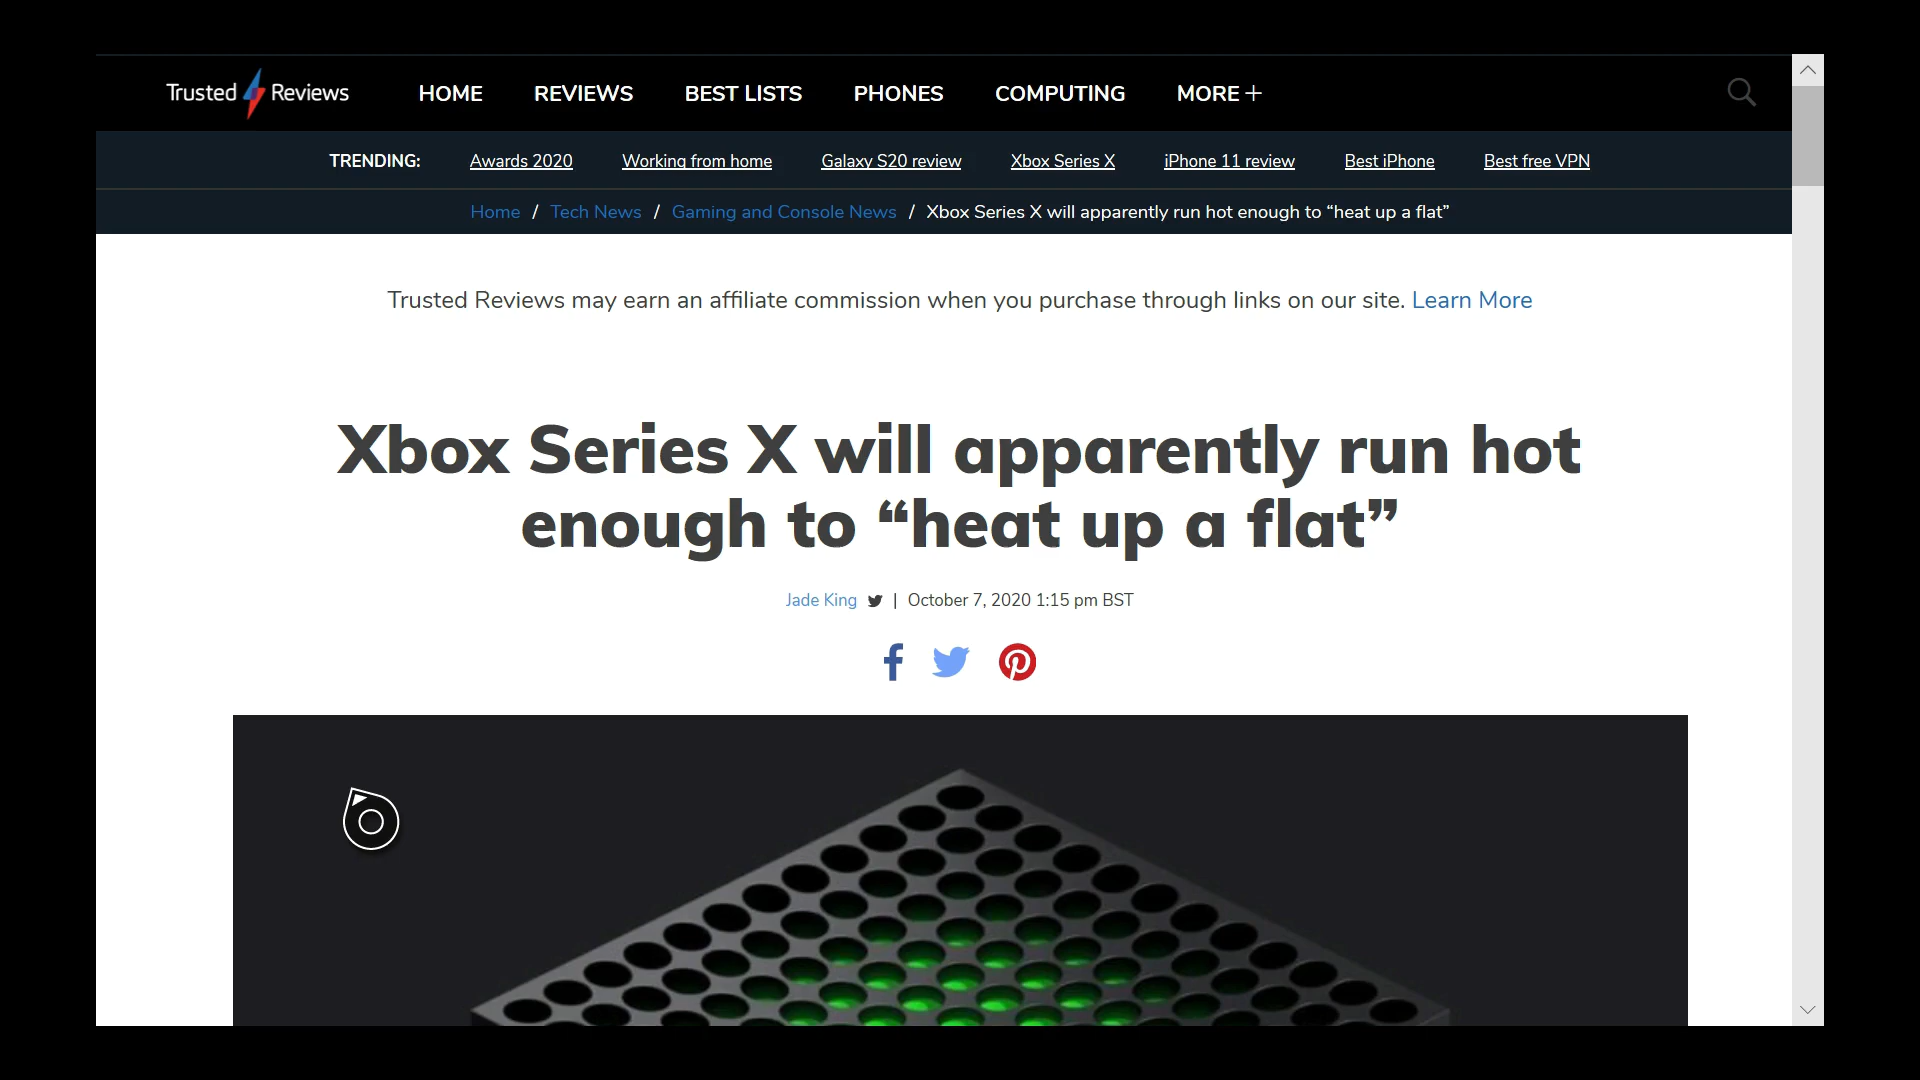 Trusted Reviews HOME REVIEWS BEST LISTS PHONES COMPUTING MORE+
TRENDING: Awards 2020 Working from home Galaxy S20 review Xbox Series X iPhone 11 review Best iPhone Best free VPN
Home / Tech News / Gaming and Console News / Xbox Series X will apparently run hot enough to “heat up a flat”
Trusted Reviews may earn an affiliate commission when you purchase through links on our site. Learn More
Xbox Series X will apparently run hot
enough to “heat up a flat”
Jade King | October 7, 2020 1:15 pm BST